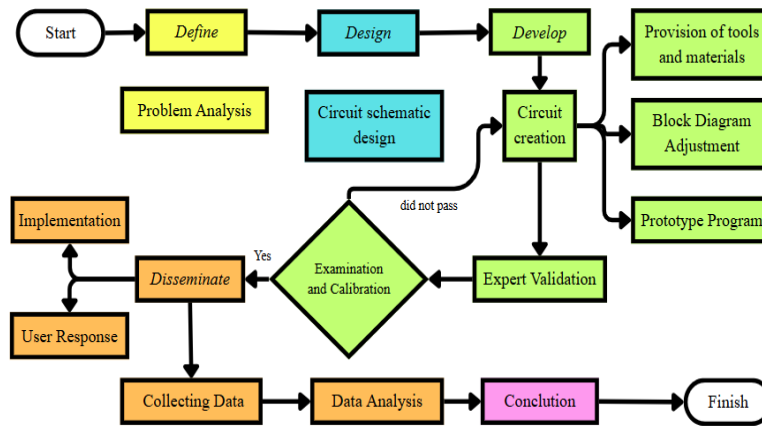 Start
Define
Design
Develop
Provision of tools
and materials
Problem Analysis
Circuit schematic
design
Circuit
creation
Block Diagram
Adjustment
did not pass
Prototype Program
Implementation
Yes
Disseminate
Examination
and Calibration
Expert Validation
User Response
Collecting Data
Data Analysis
Conclution
Finish